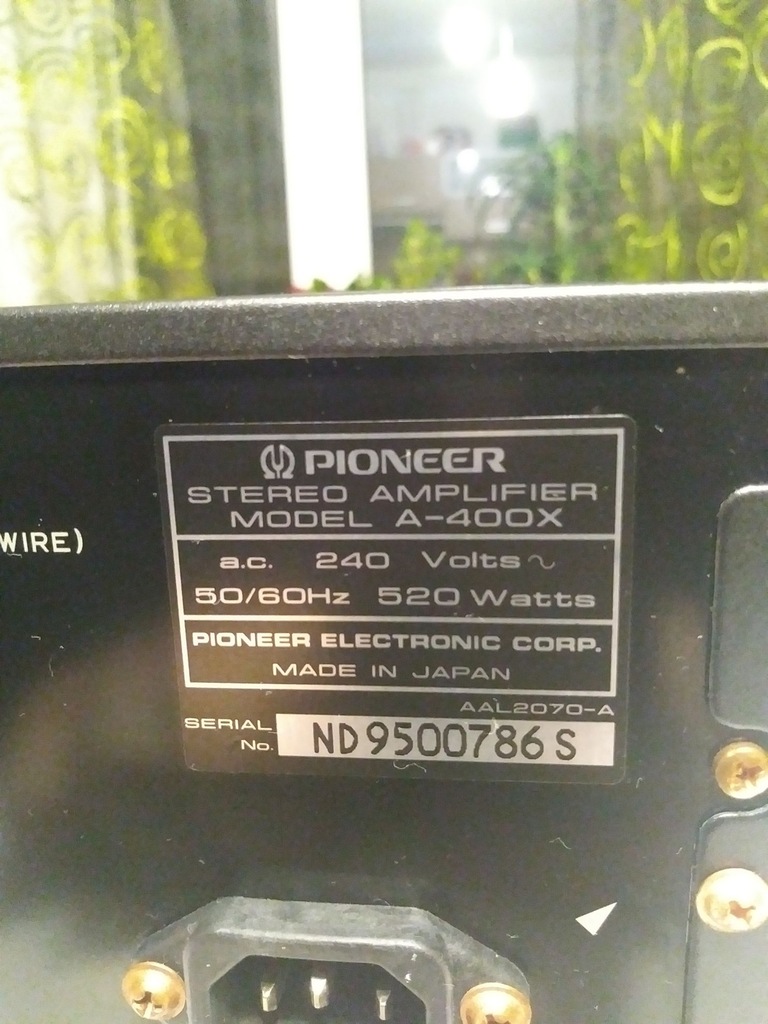 PIONEER
STEREO AMPLIFIER
MODEL A-400X
WIRE)
a.c. 240 Volts ~
50/60Hz 520 Watts
PIONEER ELECTRONIC CORP.
MADE IN JAPAN
AAL2070-A
SERIAL No. ND9500786S